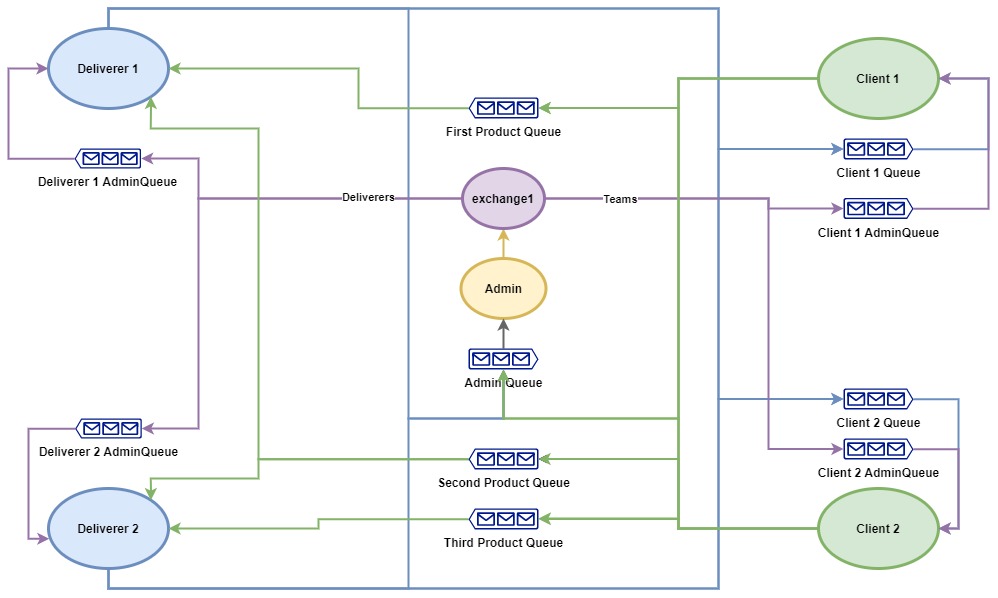 Deliverer 1
Client 1
First Product Queue
Client 1 Queue
Deliverer 1 AdminQueue
Deliverers
exchange1
Teams
Client 1 AdminQueue
Admin
Admin Queue
Client 2 Queue
Deliverer 2 AdminQueue
Client 2 AdminQueue
Second Product Queue
Deliverer 2
Client 2
Third Product Queue